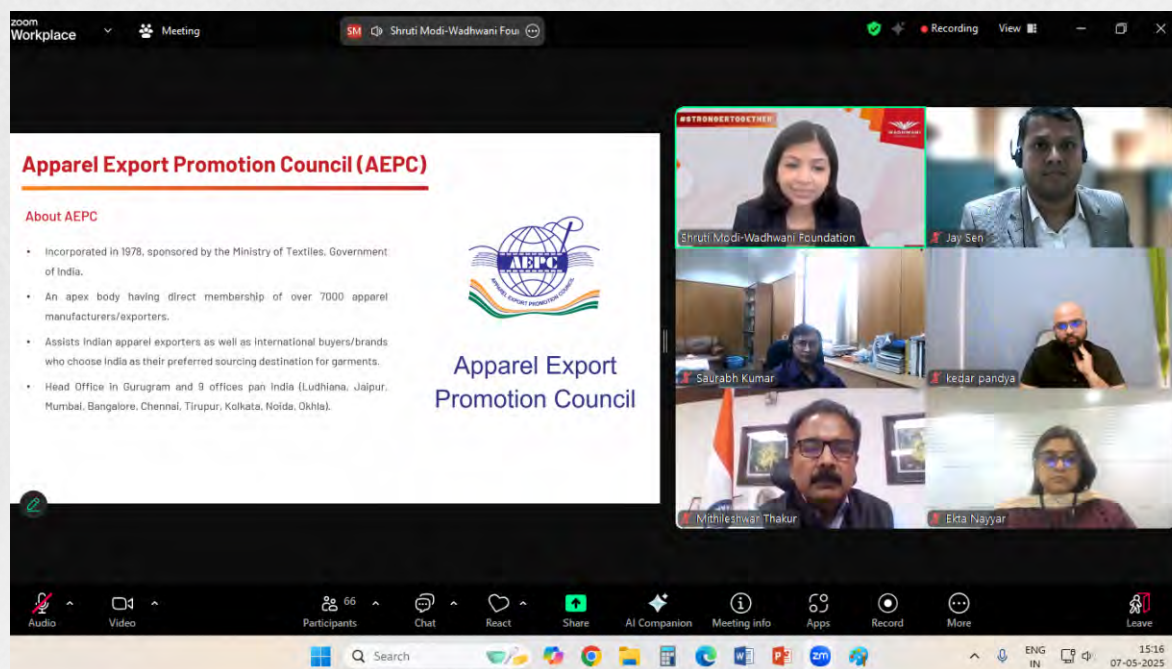 zoom
Workplace
Meeting
SM Shruti Modi-Wadhwani Fou
Recording
View
Apparel Export Promotion Council (AEPC)
About AEPC
• Incorporated in 1978, sponsored by the Ministry of Textiles, Government
of India.
• An apex body having direct membership of over 7000 apparel
manufacturers/exporters.
• Assists Indian apparel exporters as well as international buyers/brands
who choose India as their preferred sourcing destination for garments.
• Head Office in Gurugram and 9 offices pan India (Ludhiana, Jaipur,
Mumbai, Bangalore, Chennai, Tirupur, Kolkata, Noida, Okhla).
AEPC
APPAREL EXPORT PROMOTION COUNCIL
Apparel Export
Promotion Council
#STRONGERTOGETHER
WADHWANI
Shruti Modi-Wadhwani Foundation
Jay Sen
Saurabh Kumar
kedar pandya
Mithileshwar Thakur
Ekta Nayyar
Audio
Video
66
Participants
Chat
React
Share
AI Companion
Meeting info
Apps
Record
More
Leave
Search
zm
ENG
IN
15:16
07-05-2025